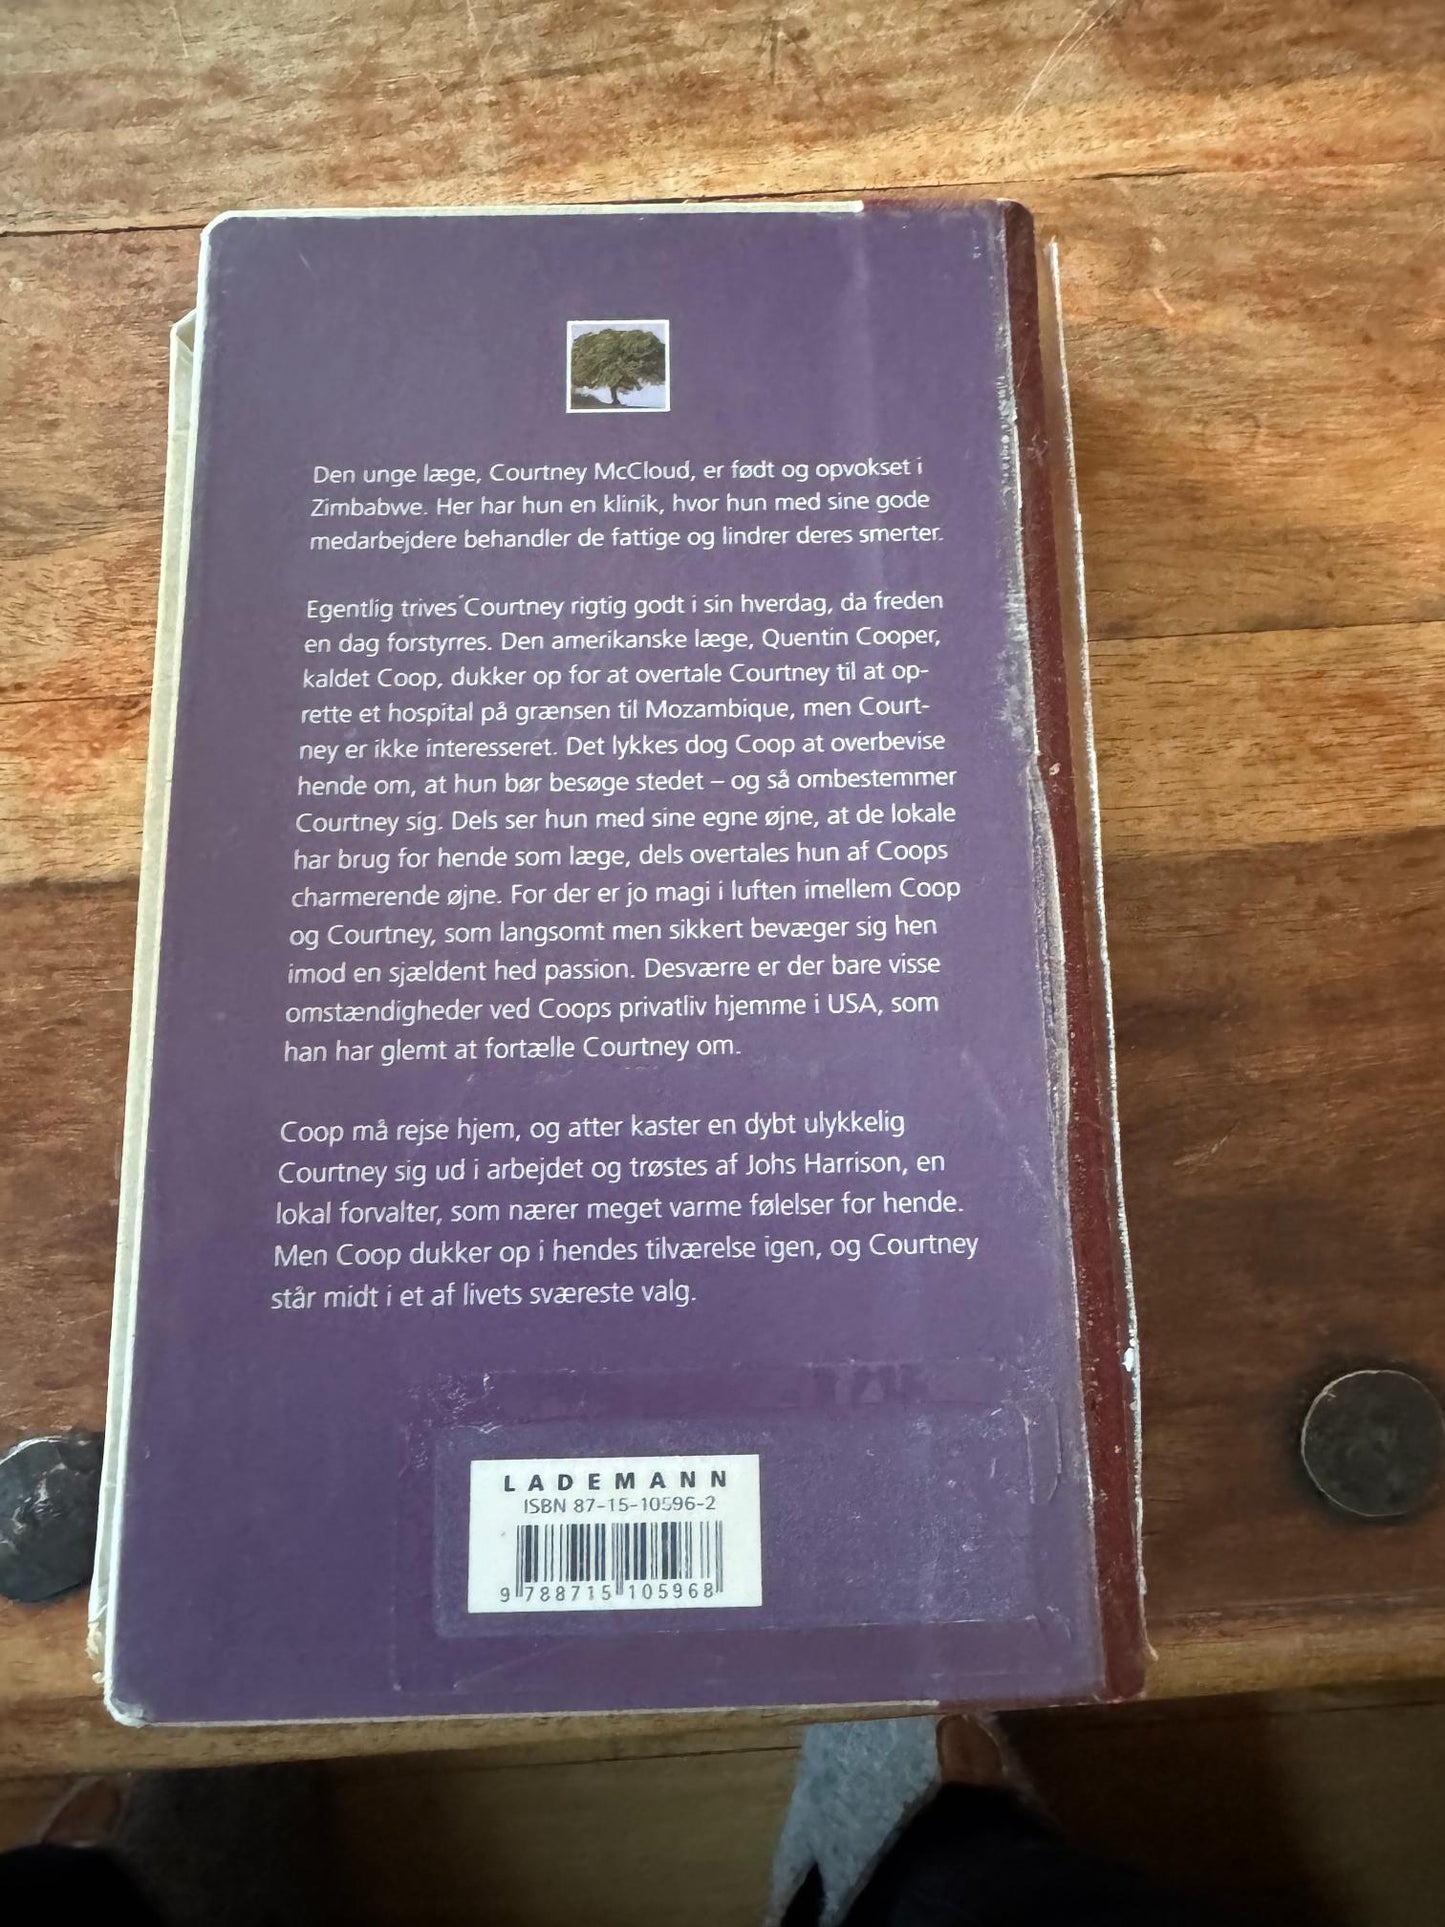 Den unge læge, Courtney McCloud, er født og opvokset i
Zimbabwe. Her har hun en klinik, hvor hun med sine gode
medarbejdere behandler de fattige og lindrer deres smerter.
Egentlig trives Courtney rigtig godt i sin hverdag, da freden
en dag forstyrres. Den amerikanske læge, Quentin Cooper,
kaldet Coop, dukker op for at overtale Courtney til at op-
rette et hospital på grænsen til Mozambique, men Court-
ney er ikke interesseret. Det lykkes dog Coop at overbevise
hende om, at hun bør besøge stedet – og så ombestemmer
Courtney sig. Dels ser hun med sine egne øjne, at de lokale
har brug for hende som læge, dels overtales hun af Coops
charmerende øjne. For der er jo magi i luften imellem Coop
og Courtney, som langsomt men sikkert bevæger sig hen
imod en sjældent hed passion. Desværre er der bare visse
omstændigheder ved Coops privatliv hjemme i USA, som
han har glemt at fortælle Courtney om.
Coop må rejse hjem, og atter kaster en dybt ulykkelig
Courtney sig ud i arbejdet og trøstes af Johs Harrison, en
lokal forvalter, som nærer meget varme følelser for hende.
Men Coop dukker op i hendes tilværelse igen, og Courtney
står midt i et af livets sværeste valg.
LADEMANN
ISBN 87-15-10596-2
9 788715 105968